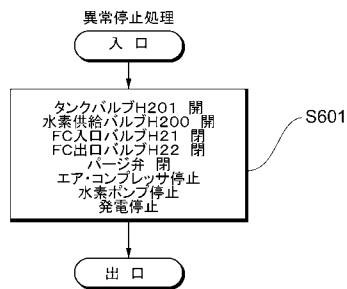 異常停止処理
入 口
タンクバルブH201 開
水素供給バルブH200 開
FC入口バルブH21 閉
FC出口バルブH22 閉
パージ弁 閉
エア・コンプレッサ停止
水素ポンプ停止
発電停止
S601
出 口